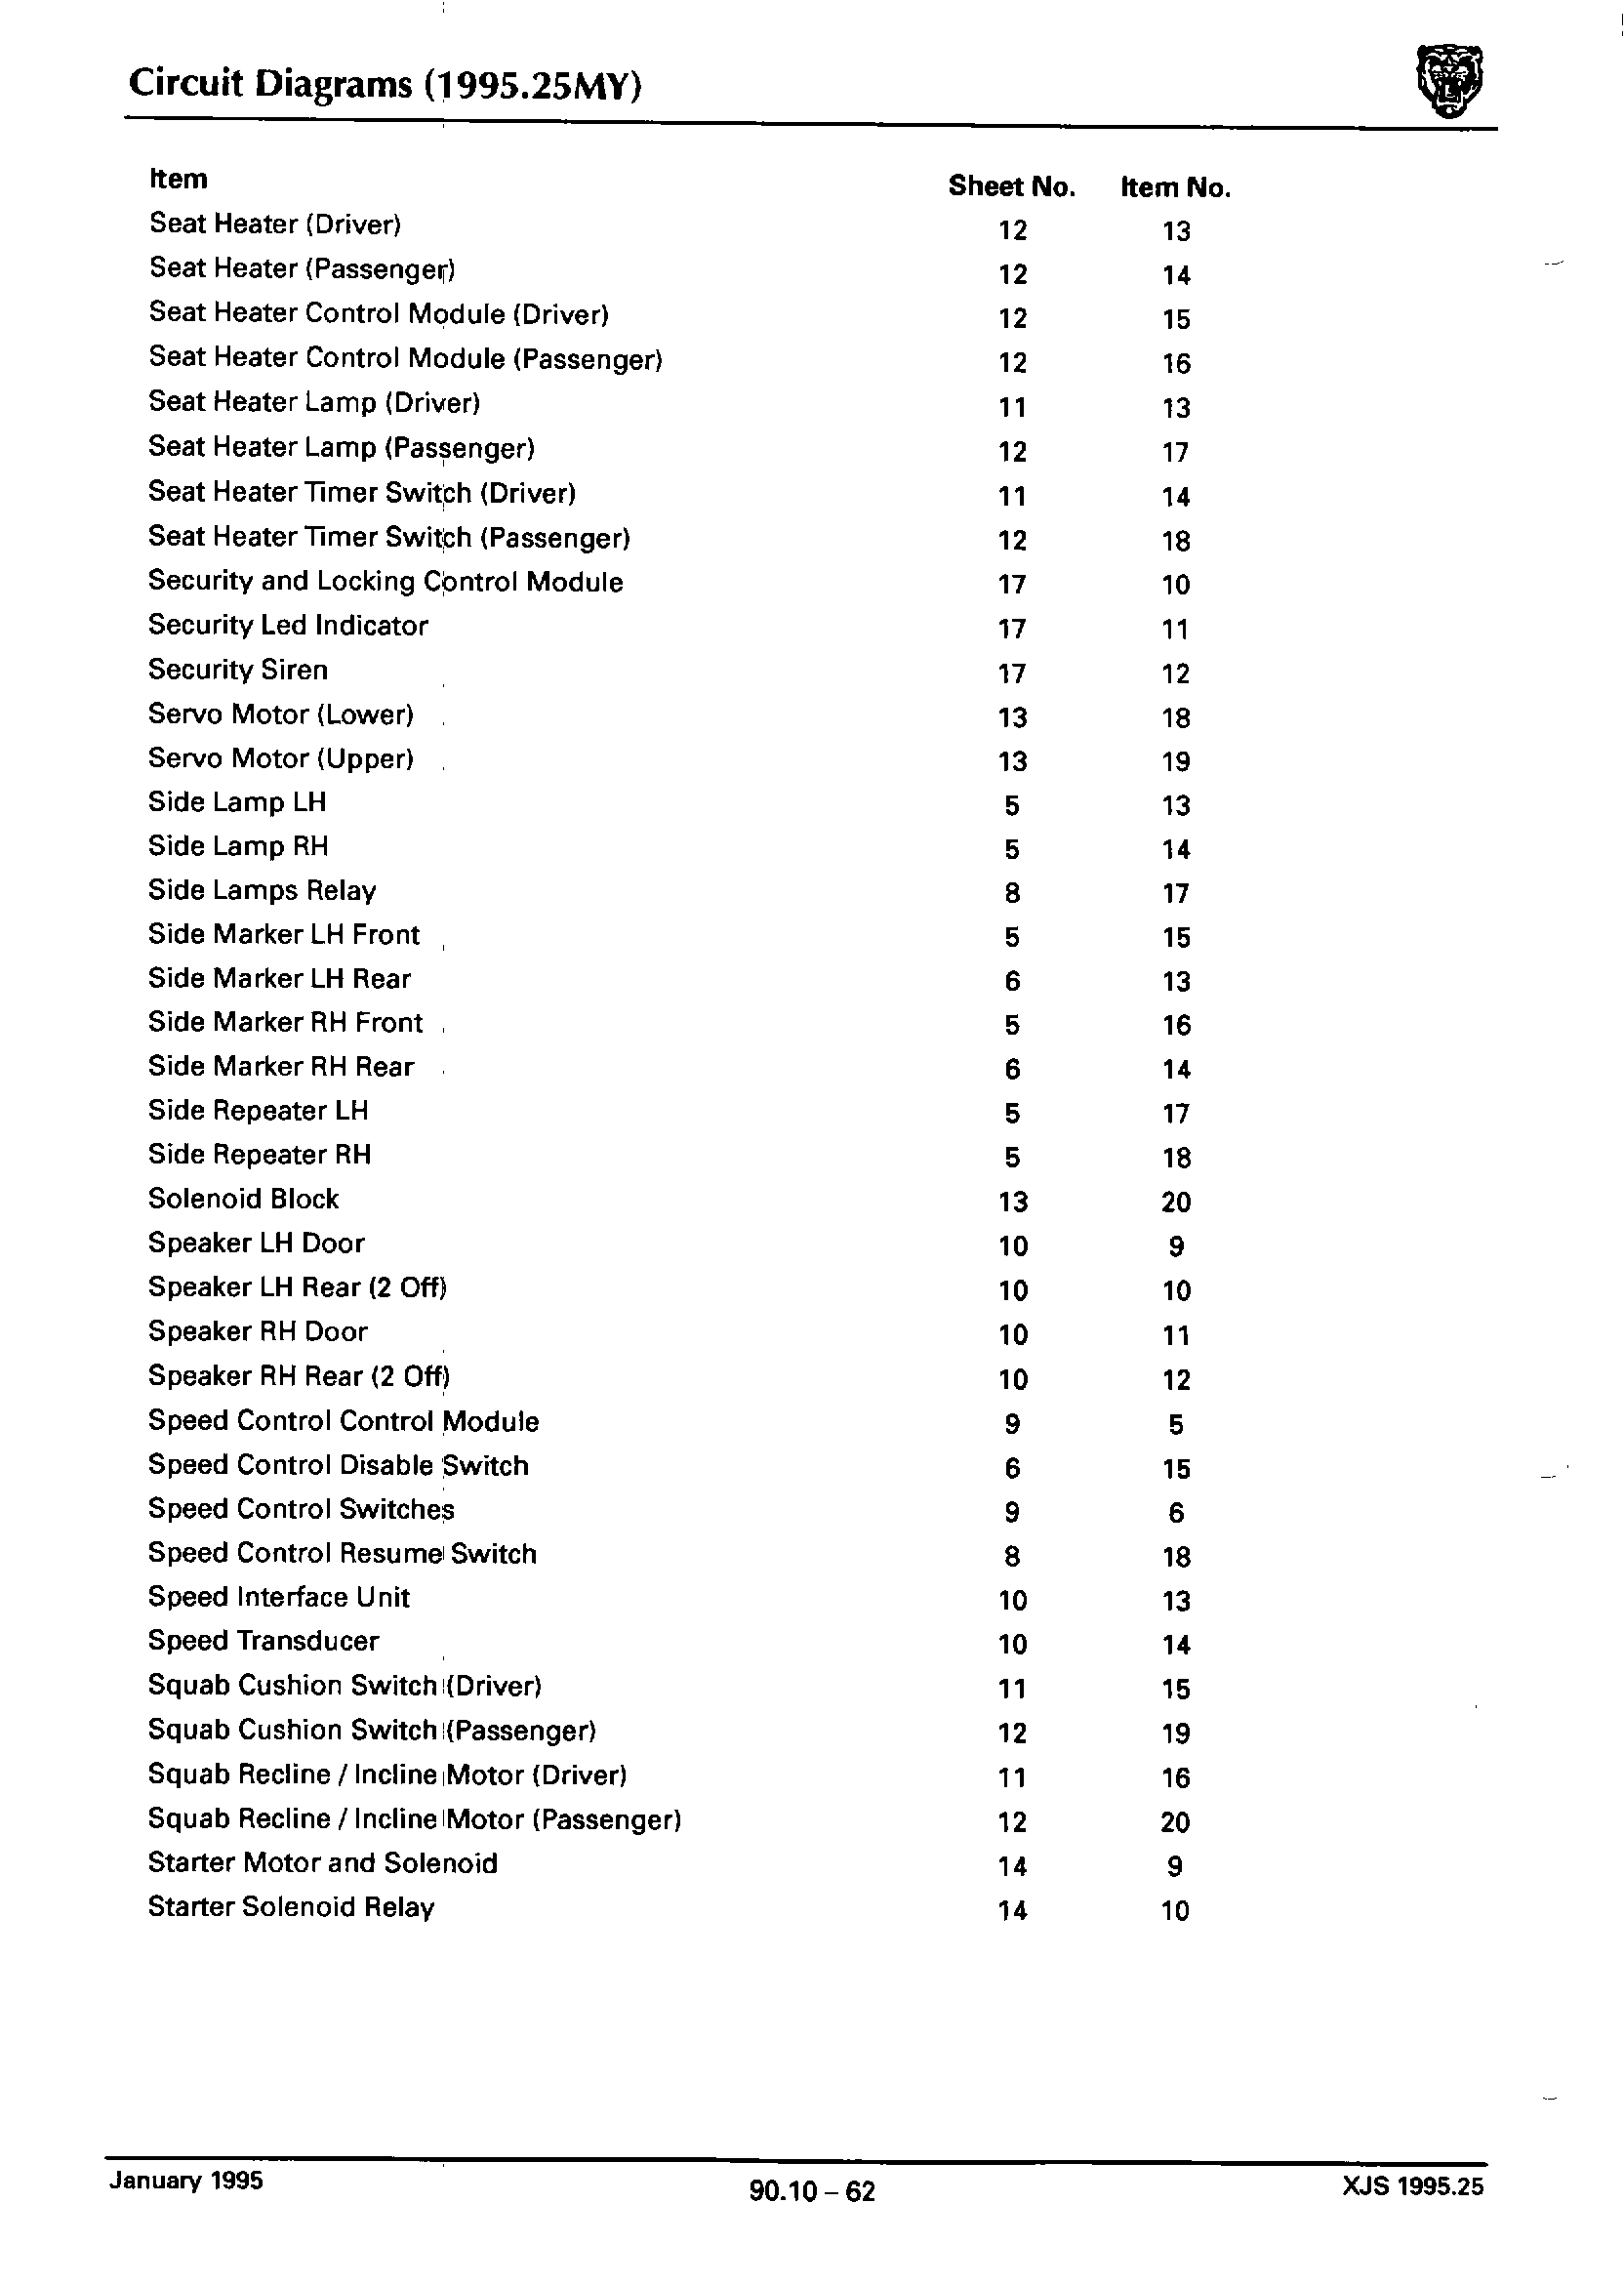 Circuit Diagrams (1995.25MY)
Item Sheet No. Item No.
Seat Heater (Driver) 12 13
Seat Heater (Passenger) 12 14
Seat Heater Control Module (Driver) 12 15
Seat Heater Control Module (Passenger) 12 16
Seat Heater Lamp (Driver) 11 13
Seat Heater Lamp (Passenger) 12 17
Seat Heater Timer Switch (Driver) 11 14
Seat Heater Timer Switch (Passenger) 12 18
Security and Locking Control Module 17 10
Security Led Indicator 17 11
Security Siren 17 12
Servo Motor (Lower) 13 18
Servo Motor (Upper) 13 19
Side Lamp LH 5 13
Side Lamp RH 5 14
Side Lamps Relay 8 17
Side Marker LH Front 5 15
Side Marker LH Rear 6 13
Side Marker RH Front 5 16
Side Marker RH Rear 6 14
Side Repeater LH 5 17
Side Repeater RH 5 18
Solenoid Block 13 20
Speaker LH Door 10 9
Speaker LH Rear (2 Off) 10 10
Speaker RH Door 10 11
Speaker RH Rear (2 Off) 10 12
Speed Control Control Module 9 5
Speed Control Disable Switch 6 15
Speed Control Switches 9 6
Speed Control Resume Switch 8 18
Speed Interface Unit 10 13
Speed Transducer 10 14
Squab Cushion Switch (Driver) 11 15
Squab Cushion Switch (Passenger) 12 19
Squab Recline / Incline Motor (Driver) 11 16
Squab Recline / Incline Motor (Passenger) 12 20
Starter Motor and Solenoid 14 9
Starter Solenoid Relay 14 10
January 1995 90.10 – 62 XJS 1995.25